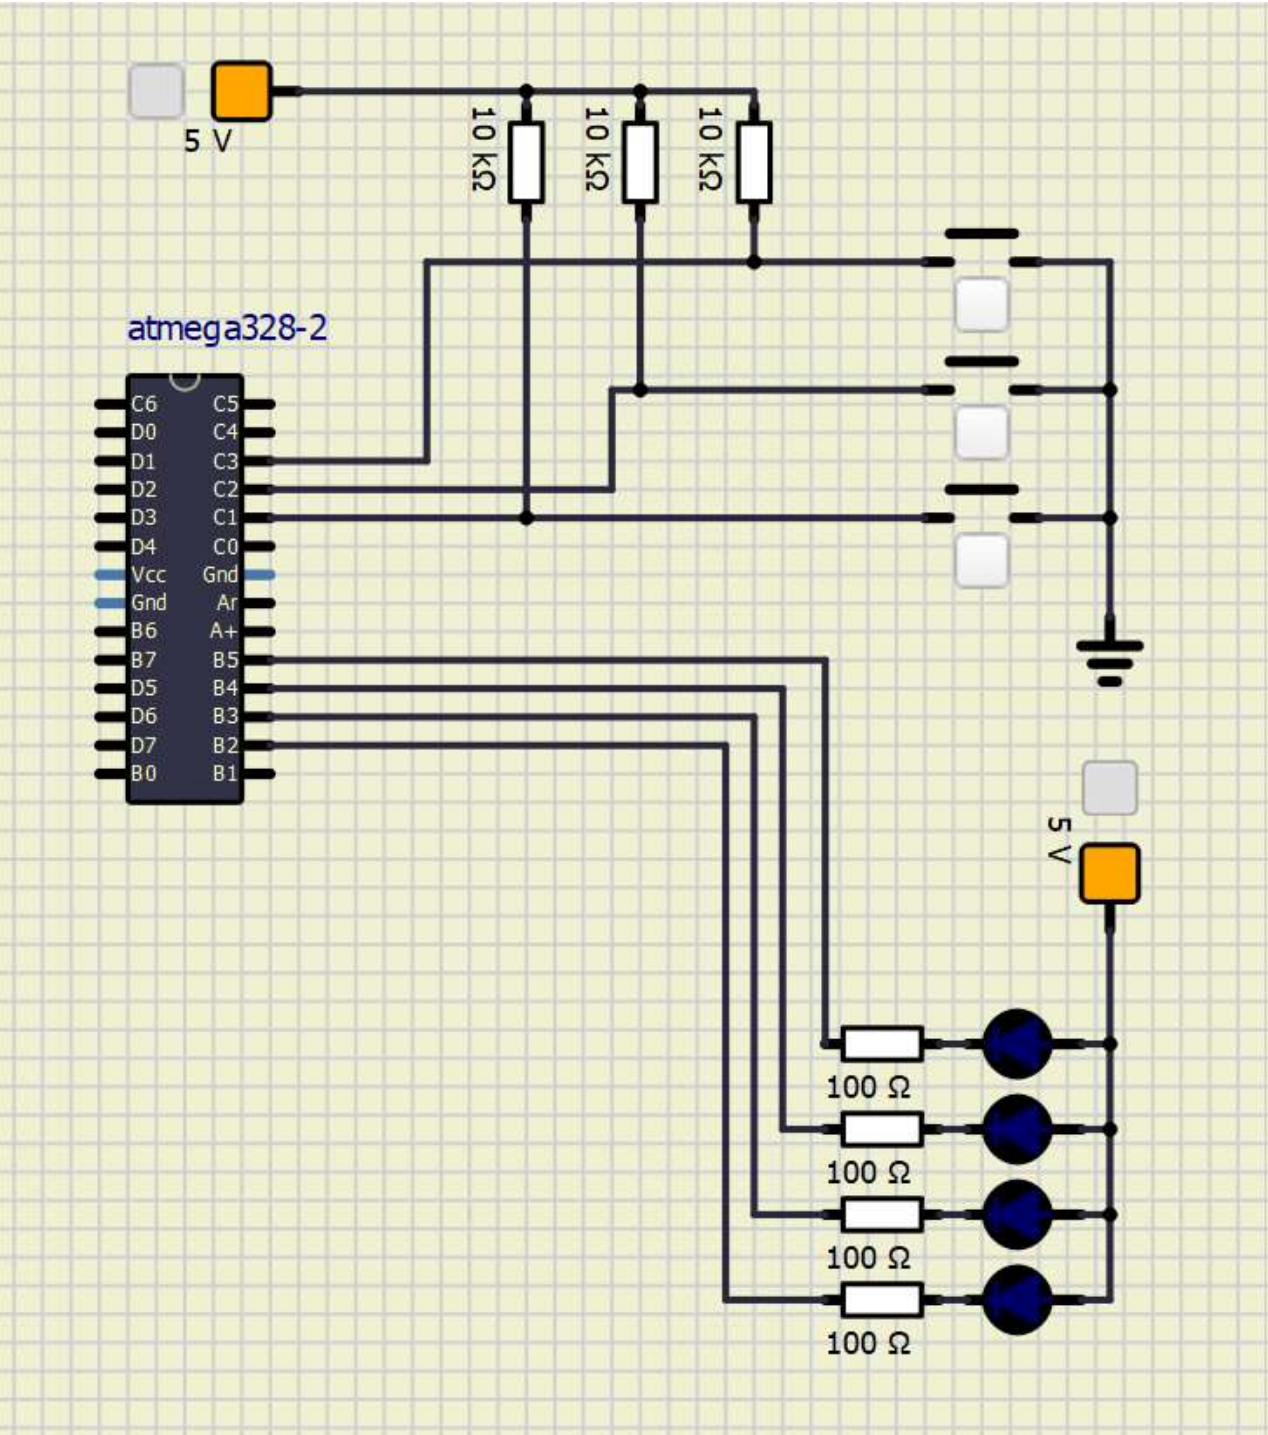 5 V
10 kΩ
10 kΩ
10 kΩ
atmega328-2
C6 C5
D0 C4
D1 C3
D2 C2
D3 C1
D4 C0
Vcc Gnd
Gnd Ar
B6 A+
B7 B5
D5 B4
D6 B3
D7 B2
B0 B1
5 V
100 Ω
100 Ω
100 Ω
100 Ω